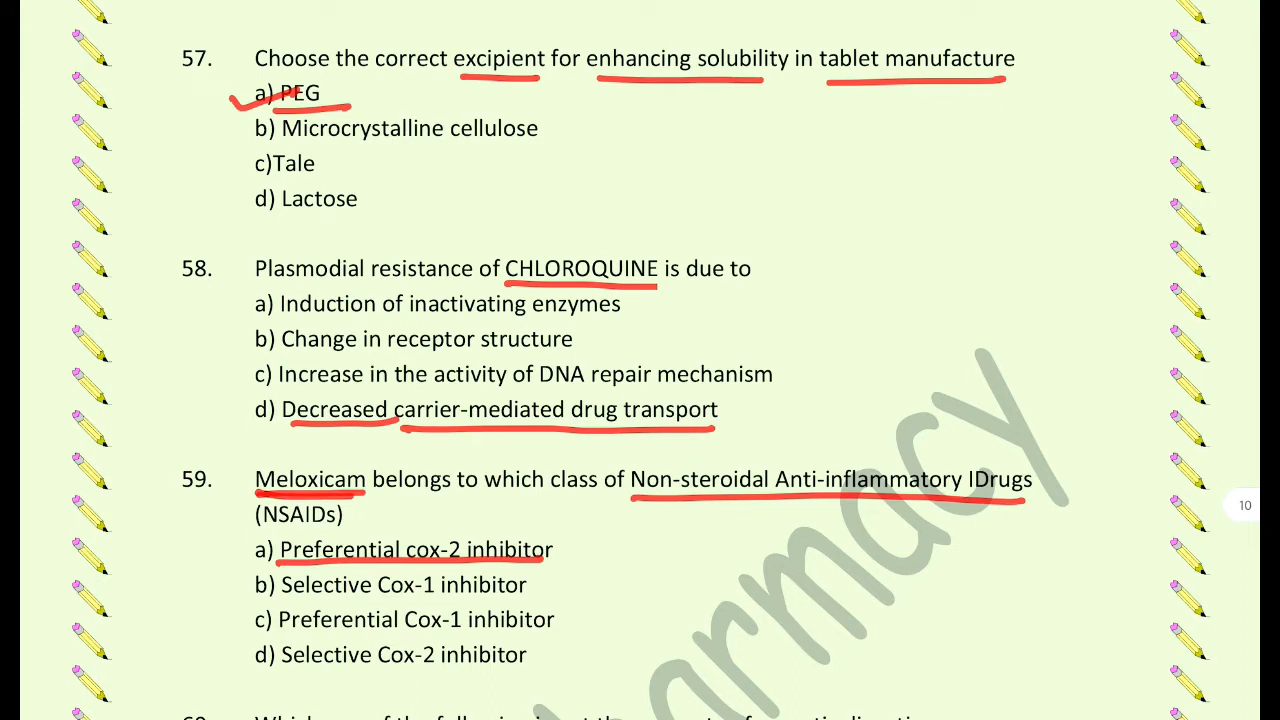 57. Choose the correct excipient for enhancing solubility in tablet manufacture
a) PEG
b) Microcrystalline cellulose
c)Tale
d) Lactose
58. Plasmodial resistance of CHLOROQUINE is due to
a) Induction of inactivating enzymes
b) Change in receptor structure
c) Increase in the activity of DNA repair mechanism
d) Decreased carrier-mediated drug transport
59. Meloxicam belongs to which class of Non-steroidal Anti-inflammatory IDrugs
(NSAIDs)
a) Preferential cox-2 inhibitor
b) Selective Cox-1 inhibitor
c) Preferential Cox-1 inhibitor
d) Selective Cox-2 inhibitor
10